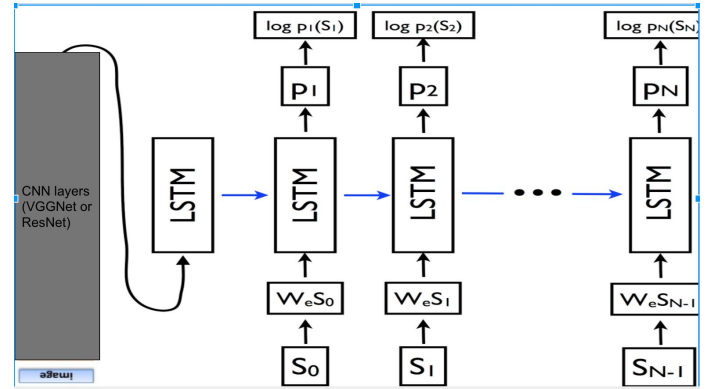 log p1(S1)
log p2(S2)
log pN(SN)
p1
p2
pN
CNN layers
(VGGNet or
ResNet)
LSTM
LSTM
LSTM
LSTM
WeS0
WeS1
WeSN-1
S0
S1
SN-1
image